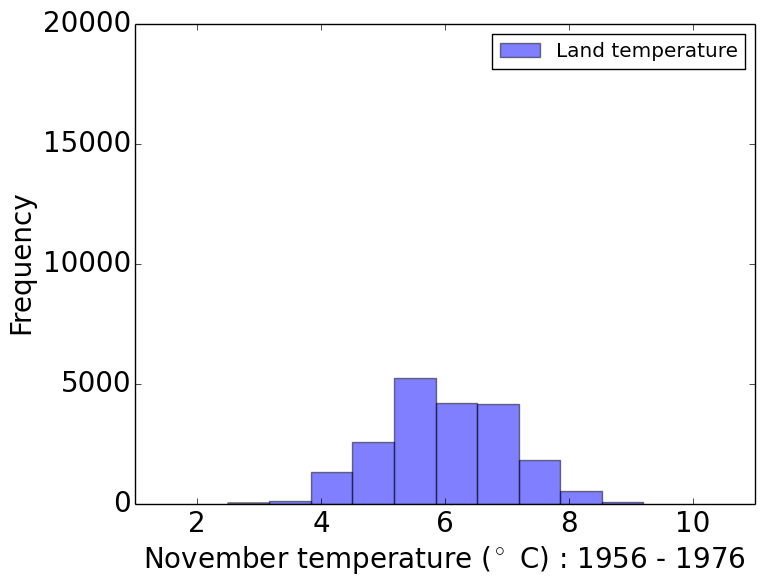 20000
15000
10000
5000
0
Frequency
Land temperature
2 4 6 8 10
November temperature (° C) : 1956 - 1976